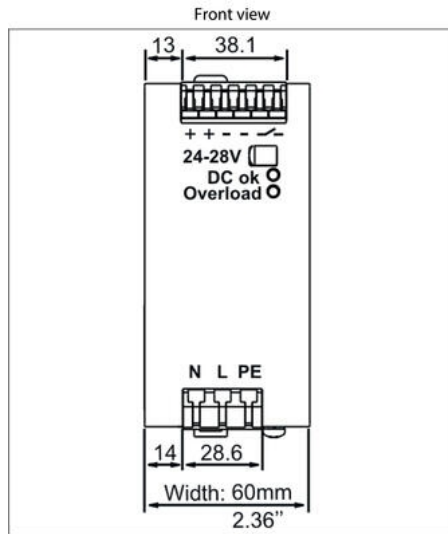 Front view
13 38.1
+ + - -
24-28V
DC ok
Overload
N L PE
14 28.6
Width: 60mm
2.36”